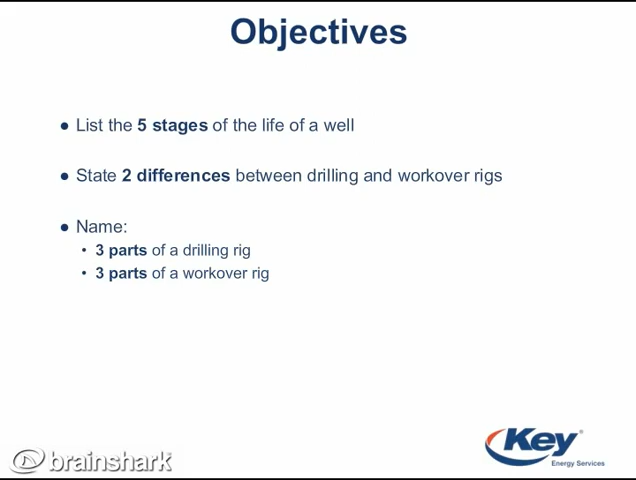 Objectives
● List the 5 stages of the life of a well
● State 2 differences between drilling and workover rigs
● Name:
• 3 parts of a drilling rig
• 3 parts of a workover rig
Key®
Energy Services
brainshark